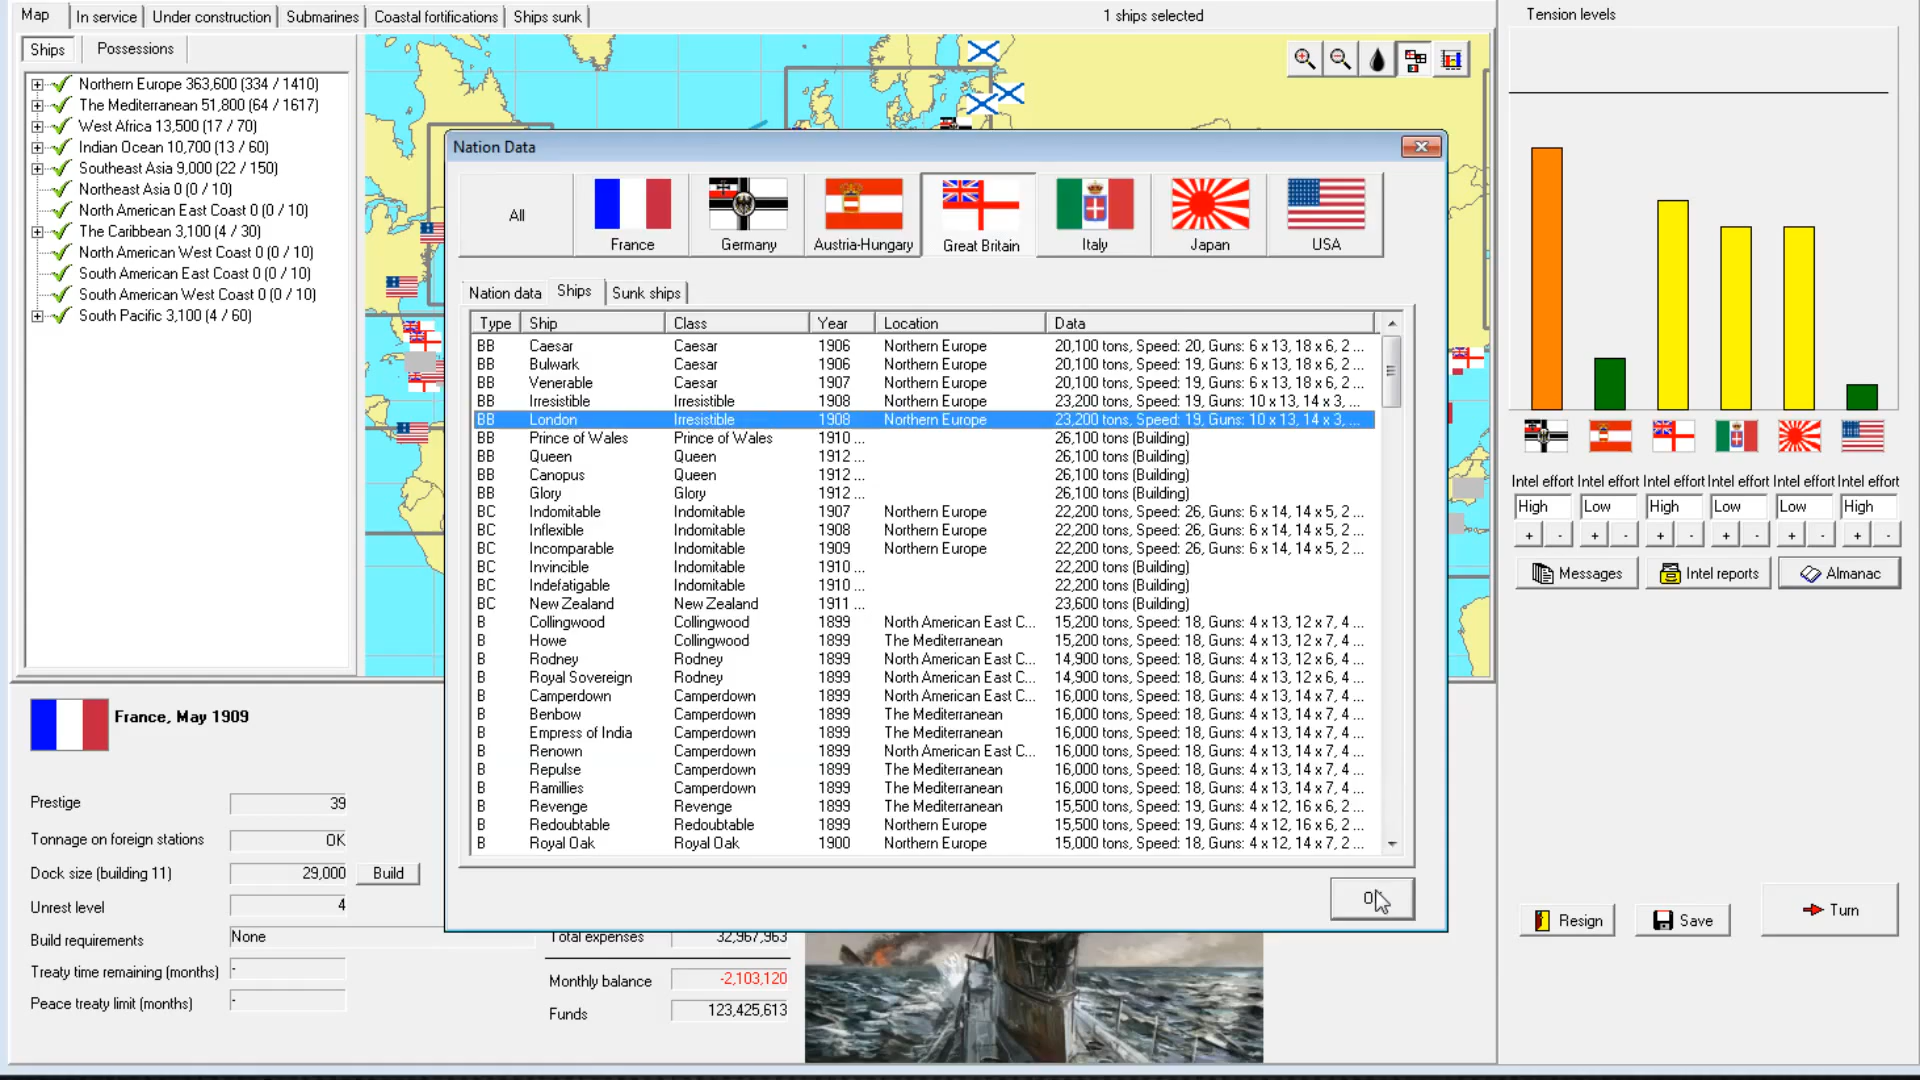 Map
In service
Under construction
Submarines
Coastal fortifications
Ships sunk
1 ships selected
Tension levels
Ships
Possessions
Northern Europe 363,600 (334 / 1410)
The Mediterranean 51,800 (64 / 1617)
West Africa 13,500 (17 / 70)
Indian Ocean 10,700 (13 / 60)
Southeast Asia 9,000 (22 / 150)
Northeast Asia 0 (0 / 10)
North American East Coast 0 (0 / 10)
The Caribbean 3,100 (4 / 30)
North American West Coast 0 (0 / 10)
South American East Coast 0 (0 / 10)
South American West Coast 0 (0 / 10)
South Pacific 3,100 (4 / 60)
Nation Data
All
France
Germany
Austria-Hungary
Great Britain
Italy
Japan
USA
Nation data
Ships
Sunk ships
Type Ship Class Year Location Data
BB Caesar Caesar 1906 Northern Europe 20,100 tons, Speed: 20, Guns: 6 x 13, 18 x 6, 2 ...
BB Bulwark Caesar 1906 Northern Europe 20,100 tons, Speed: 19, Guns: 6 x 13, 18 x 6, 2 ...
BB Venerable Caesar 1907 Northern Europe 20,100 tons, Speed: 19, Guns: 6 x 13, 18 x 6, 2 ...
BB Irresistible Irresistible 1908 Northern Europe 23,200 tons, Speed: 19, Guns: 10 x 13, 14 x 3, ...
BB London Irresistible 1908 Northern Europe 23,200 tons, Speed: 19, Guns: 10 x 13, 14 x 3, ...
BB Prince of Wales Prince of Wales 1910 ... 26,100 tons (Building)
BB Queen Queen 1912 ... 26,100 tons (Building)
BB Canopus Queen 1912 ... 26,100 tons (Building)
BB Glory Glory 1912 ... 26,100 tons (Building)
BC Indomitable Indomitable 1907 Northern Europe 22,200 tons, Speed: 26, Guns: 6 x 14, 14 x 5, 2 ...
BC Inflexible Indomitable 1908 Northern Europe 22,200 tons, Speed: 26, Guns: 6 x 14, 14 x 5, 2 ...
BC Incomparable Indomitable 1909 Northern Europe 22,200 tons, Speed: 26, Guns: 6 x 14, 14 x 5, 2 ...
BC Invincible Indomitable 1910 ... 22,200 tons (Building)
BC Indefatigable Indomitable 1910 ... 22,200 tons (Building)
BC New Zealand New Zealand 1911 ... 23,600 tons (Building)
B Collingwood Collingwood 1899 North American East C... 15,200 tons, Speed: 18, Guns: 4 x 13, 12 x 7, 4 ...
B Howe Collingwood 1899 The Mediterranean 15,200 tons, Speed: 18, Guns: 4 x 13, 12 x 7, 4 ...
B Rodney Rodney 1899 North American East C... 14,900 tons, Speed: 18, Guns: 4 x 13, 12 x 6, 4 ...
B Royal Sovereign Rodney 1899 North American East C... 14,900 tons, Speed: 18, Guns: 4 x 13, 12 x 6, 4 ...
B Camperdown Camperdown 1899 North American East C... 16,000 tons, Speed: 18, Guns: 4 x 13, 14 x 7, 4 ...
B Benbow Camperdown 1899 The Mediterranean 16,000 tons, Speed: 18, Guns: 4 x 13, 14 x 7, 4 ...
B Empress of India Camperdown 1899 The Mediterranean 16,000 tons, Speed: 18, Guns: 4 x 13, 14 x 7, 4 ...
B Renown Camperdown 1899 North American East C... 16,000 tons, Speed: 18, Guns: 4 x 13, 14 x 7, 4 ...
B Repulse Camperdown 1899 The Mediterranean 16,000 tons, Speed: 18, Guns: 4 x 13, 14 x 7, 4 ...
B Ramillies Camperdown 1899 The Mediterranean 16,000 tons, Speed: 18, Guns: 4 x 13, 14 x 7, 4 ...
B Revenge Revenge 1899 The Mediterranean 15,500 tons, Speed: 19, Guns: 4 x 12, 16 x 6, 2 ...
B Redoubtable Redoubtable 1899 Northern Europe 15,500 tons, Speed: 19, Guns: 4 x 12, 16 x 6, 2 ...
B Royal Oak Royal Oak 1900 Northern Europe 15,000 tons, Speed: 18, Guns: 4 x 12, 14 x 7, 2 ...
Intel effort Intel effort Intel effort Intel effort Intel effort Intel effort
High Low High Low Low High
+ - + - + - + - + - + -
Messages
Intel reports
Almanac
France, May 1909
Prestige 39
Tonnage on foreign stations OK
Dock size (building 11) 29,000 Build
Unrest level 4
Build requirements None
Treaty time remaining (months) -
Peace treaty limit (months) -
Total expenses 32,967,963
Monthly balance -2,103,120
Funds 123,425,613
Resign
Save
Turn